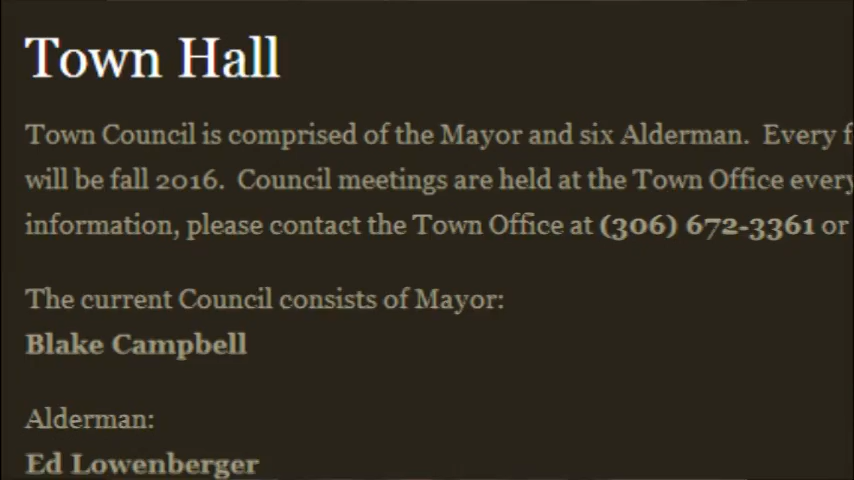 Town Hall
Town Council is comprised of the Mayor and six Alderman.  Every
will be fall 2016.  Council meetings are held at the Town Office every
information, please contact the Town Office at (306) 672-3361 or
The current Council consists of Mayor:
Blake Campbell
Alderman:
Ed Lowenberger